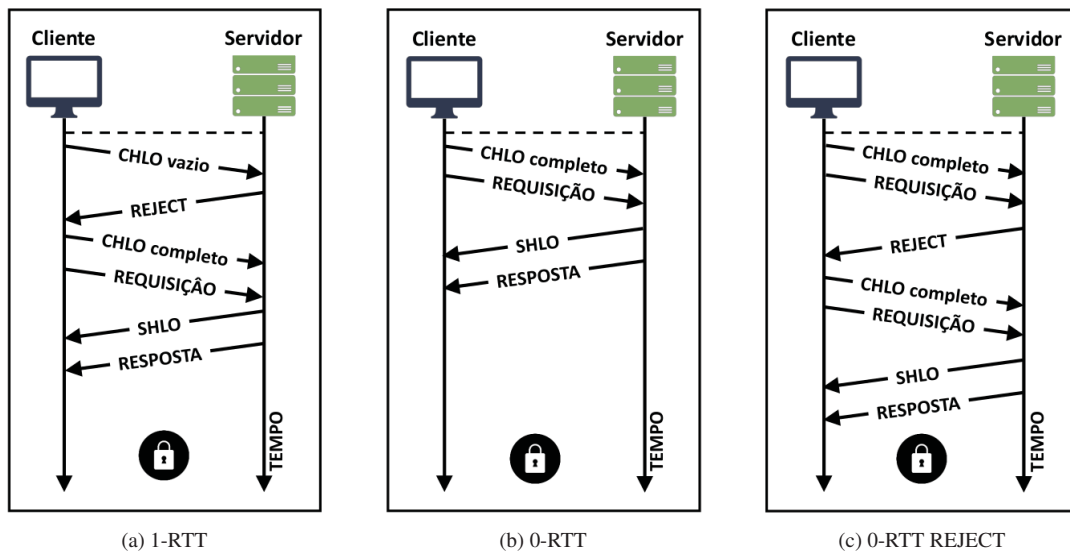 Cliente Servidor
CHLO vazio
REJECT
CHLO completo
REQUISIÇÂO
SHLO
RESPOSTA
TEMPO
(a) 1-RTT
Cliente Servidor
CHLO completo
REQUISIÇÃO
SHLO
RESPOSTA
TEMPO
(b) 0-RTT
Cliente Servidor
CHLO completo
REQUISIÇÃO
REJECT
CHLO completo
REQUISIÇÃO
SHLO
RESPOSTA
TEMPO
(c) 0-RTT REJECT